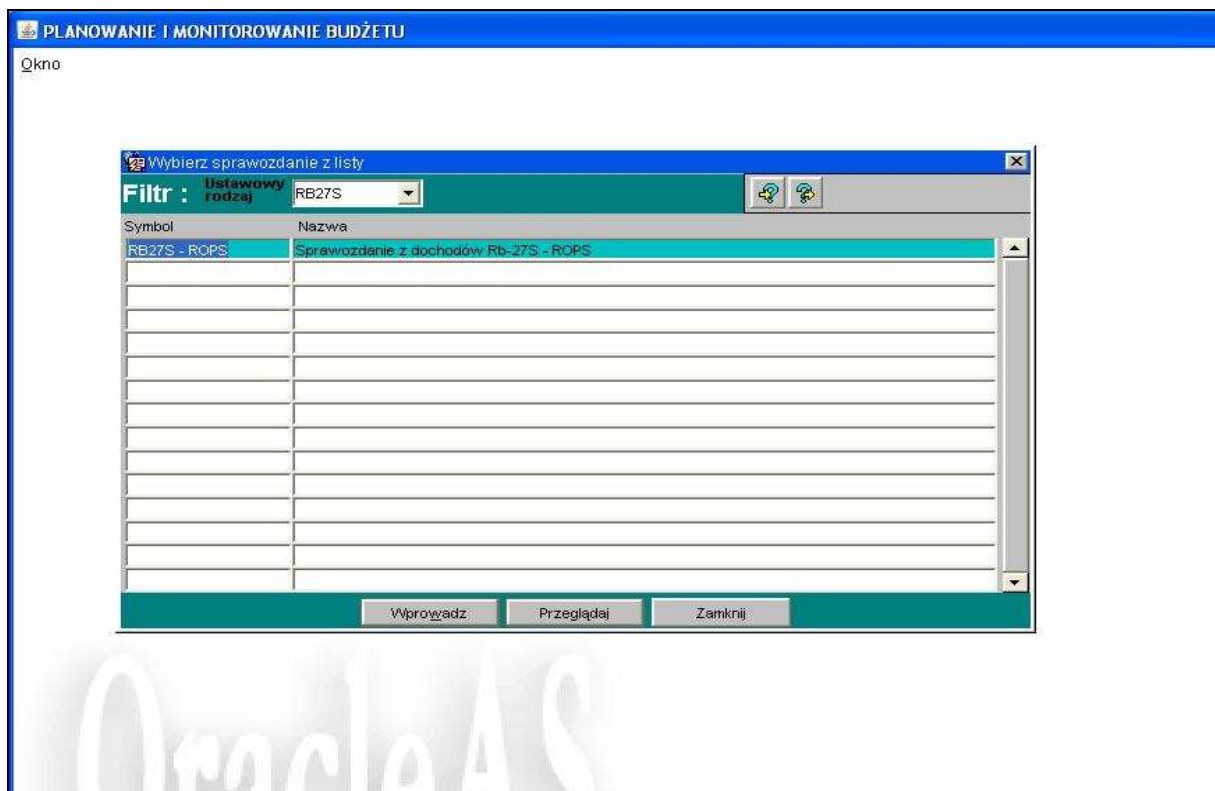 PLANOWANIE I MONITOROWANIE BUDŻETU
Okno
Wybierz sprawozdanie z listy
Filtr : Ustawowy rodzaj RB27S
Symbol Nazwa
RB27S - ROPS Sprawozdanie z dochodów Rb-27S - ROPS
Wprowadz Przeglądaj Zamknij
OracleAS